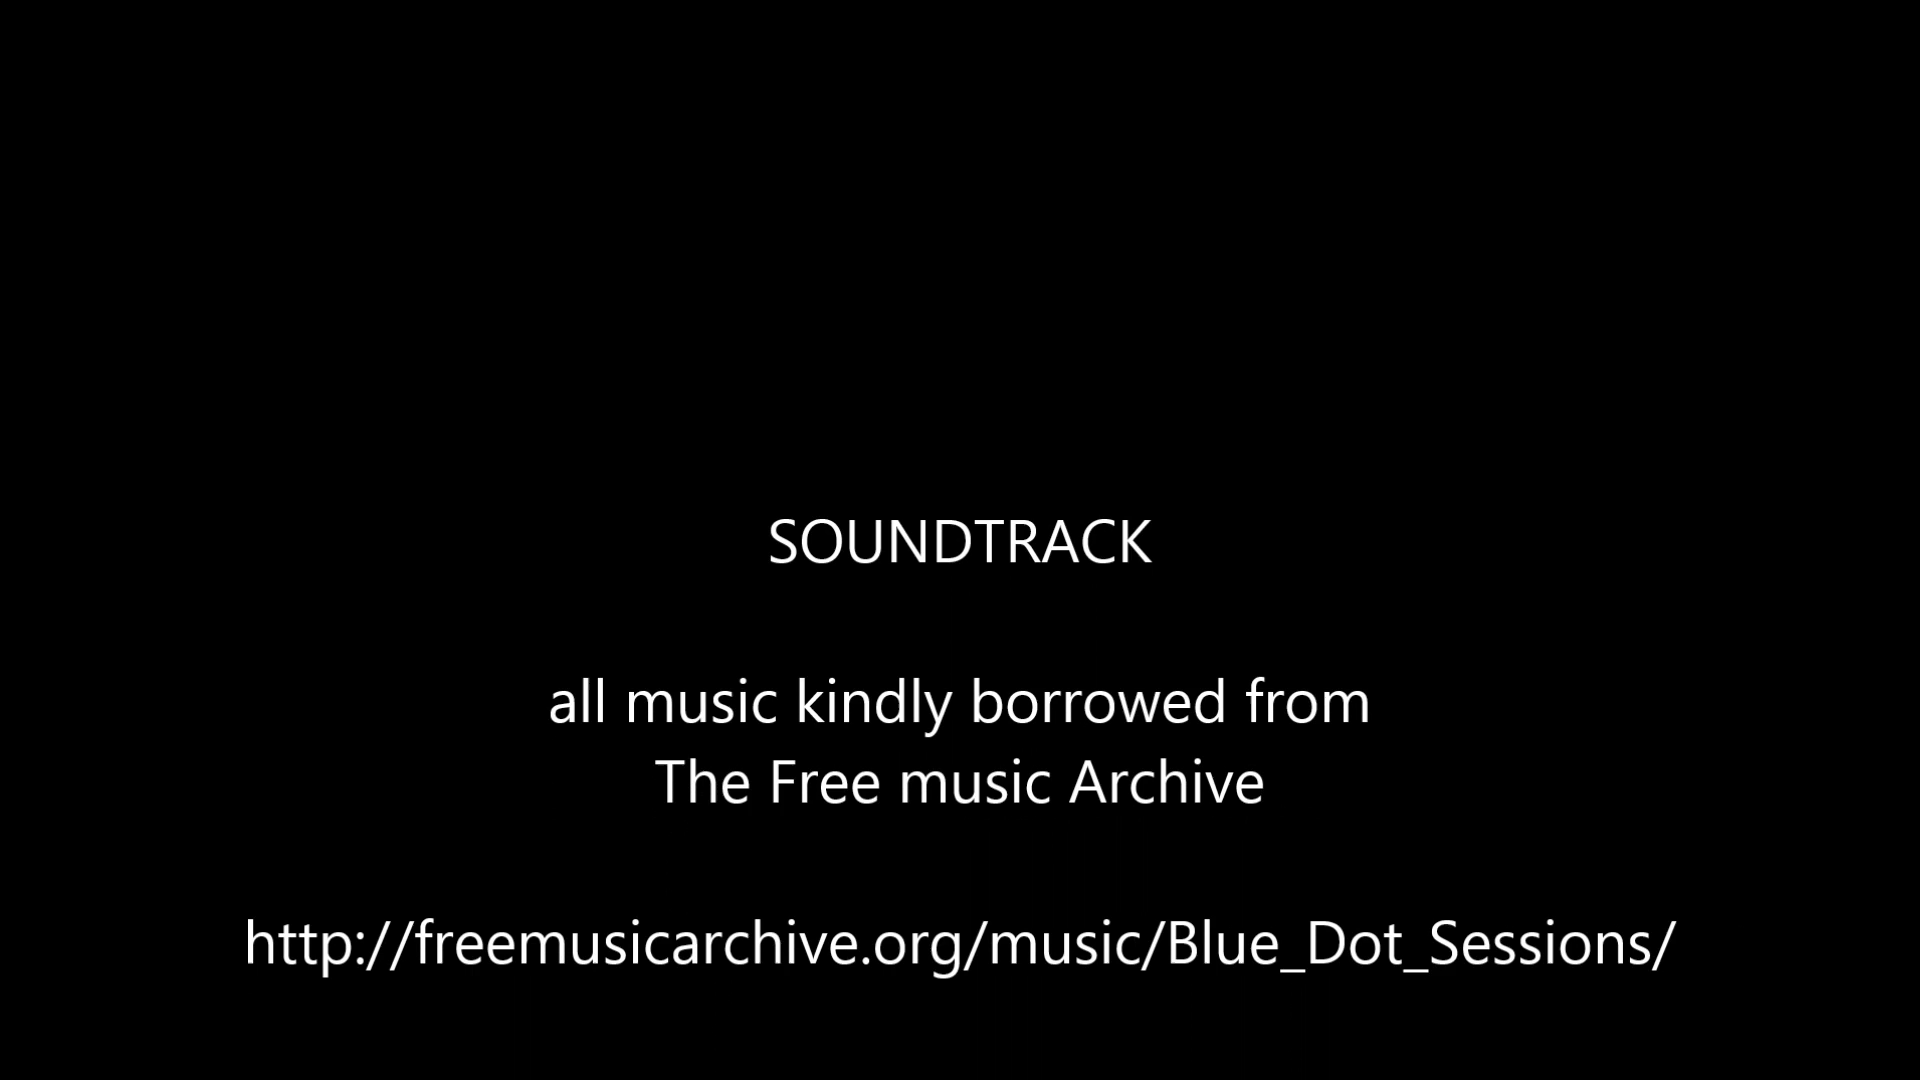 SOUNDTRACK
all music kindly borrowed from
The Free music Archive
http://freemusicarchive.org/music/Blue_Dot_Sessions/